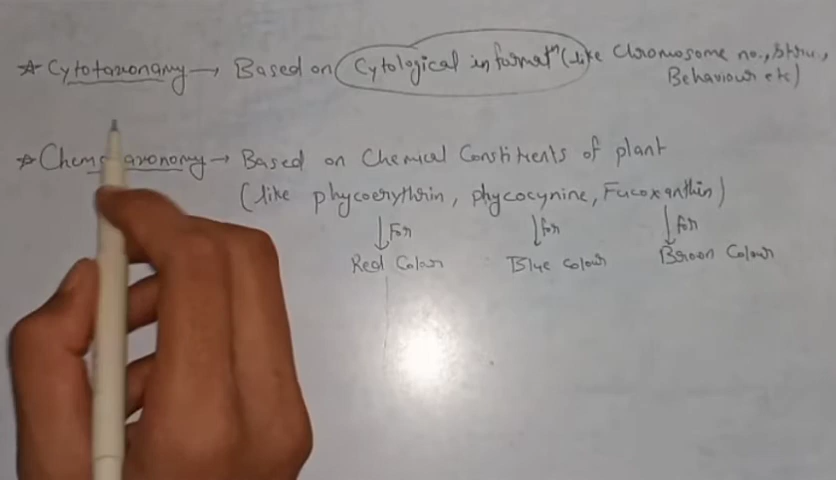 ☆ Cytotaxonamy → Based on Cytological informatⁿ (like Chromosome no., stru.,
Behaviour etc)
☆ Chemotaxonomy → Based on Chemical Constituents of plant
(like phycoerythrin, phycocynine, Fucoxanthin)
↓ For ↓ for ↓ for
Red Colour Blue colour Brown Colour